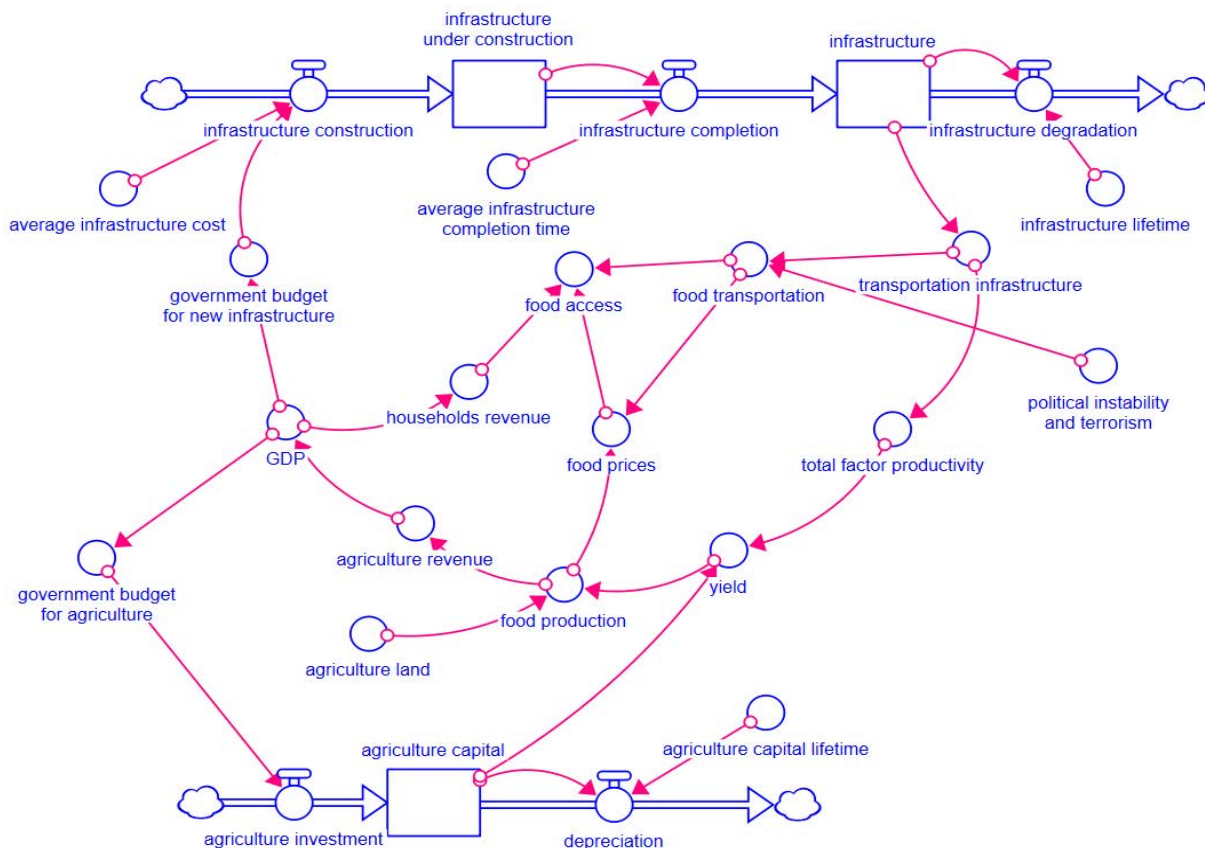 infrastructure
under construction
infrastructure
infrastructure construction
infrastructure completion
infrastructure degradation
average infrastructure cost
average infrastructure
completion time
infrastructure lifetime
government budget
for new infrastructure
food access
food transportation
transportation infrastructure
households revenue
political instability
and terrorism
GDP
food prices
total factor productivity
agriculture revenue
government budget
for agriculture
food production
yield
agriculture land
agriculture capital
agriculture capital lifetime
agriculture investment
depreciation